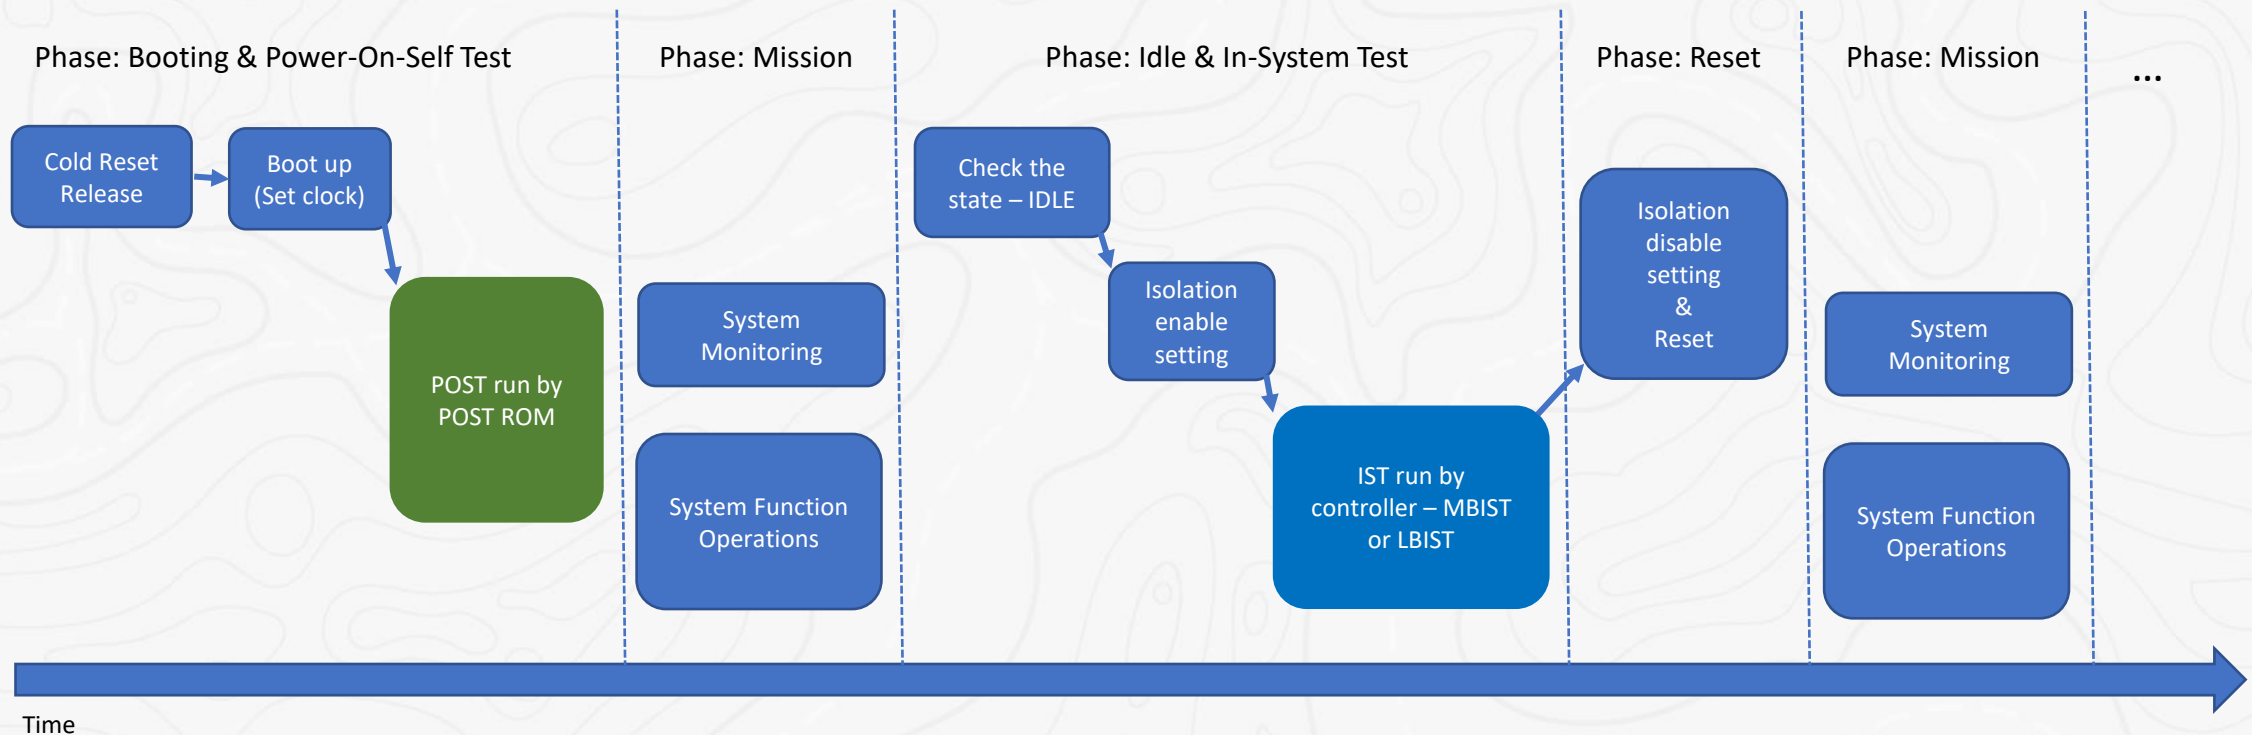 Phase: Booting & Power-On-Self Test
Cold Reset
Release
Boot up
(Set clock)
POST run by
POST ROM
Phase: Mission
System
Monitoring
System Function
Operations
Phase: Idle & In-System Test
Check the
state – IDLE
Isolation
enable
setting
IST run by
controller – MBIST
or LBIST
Phase: Reset
Isolation
disable
setting
&
Reset
Phase: Mission
System
Monitoring
System Function
Operations
...
Time